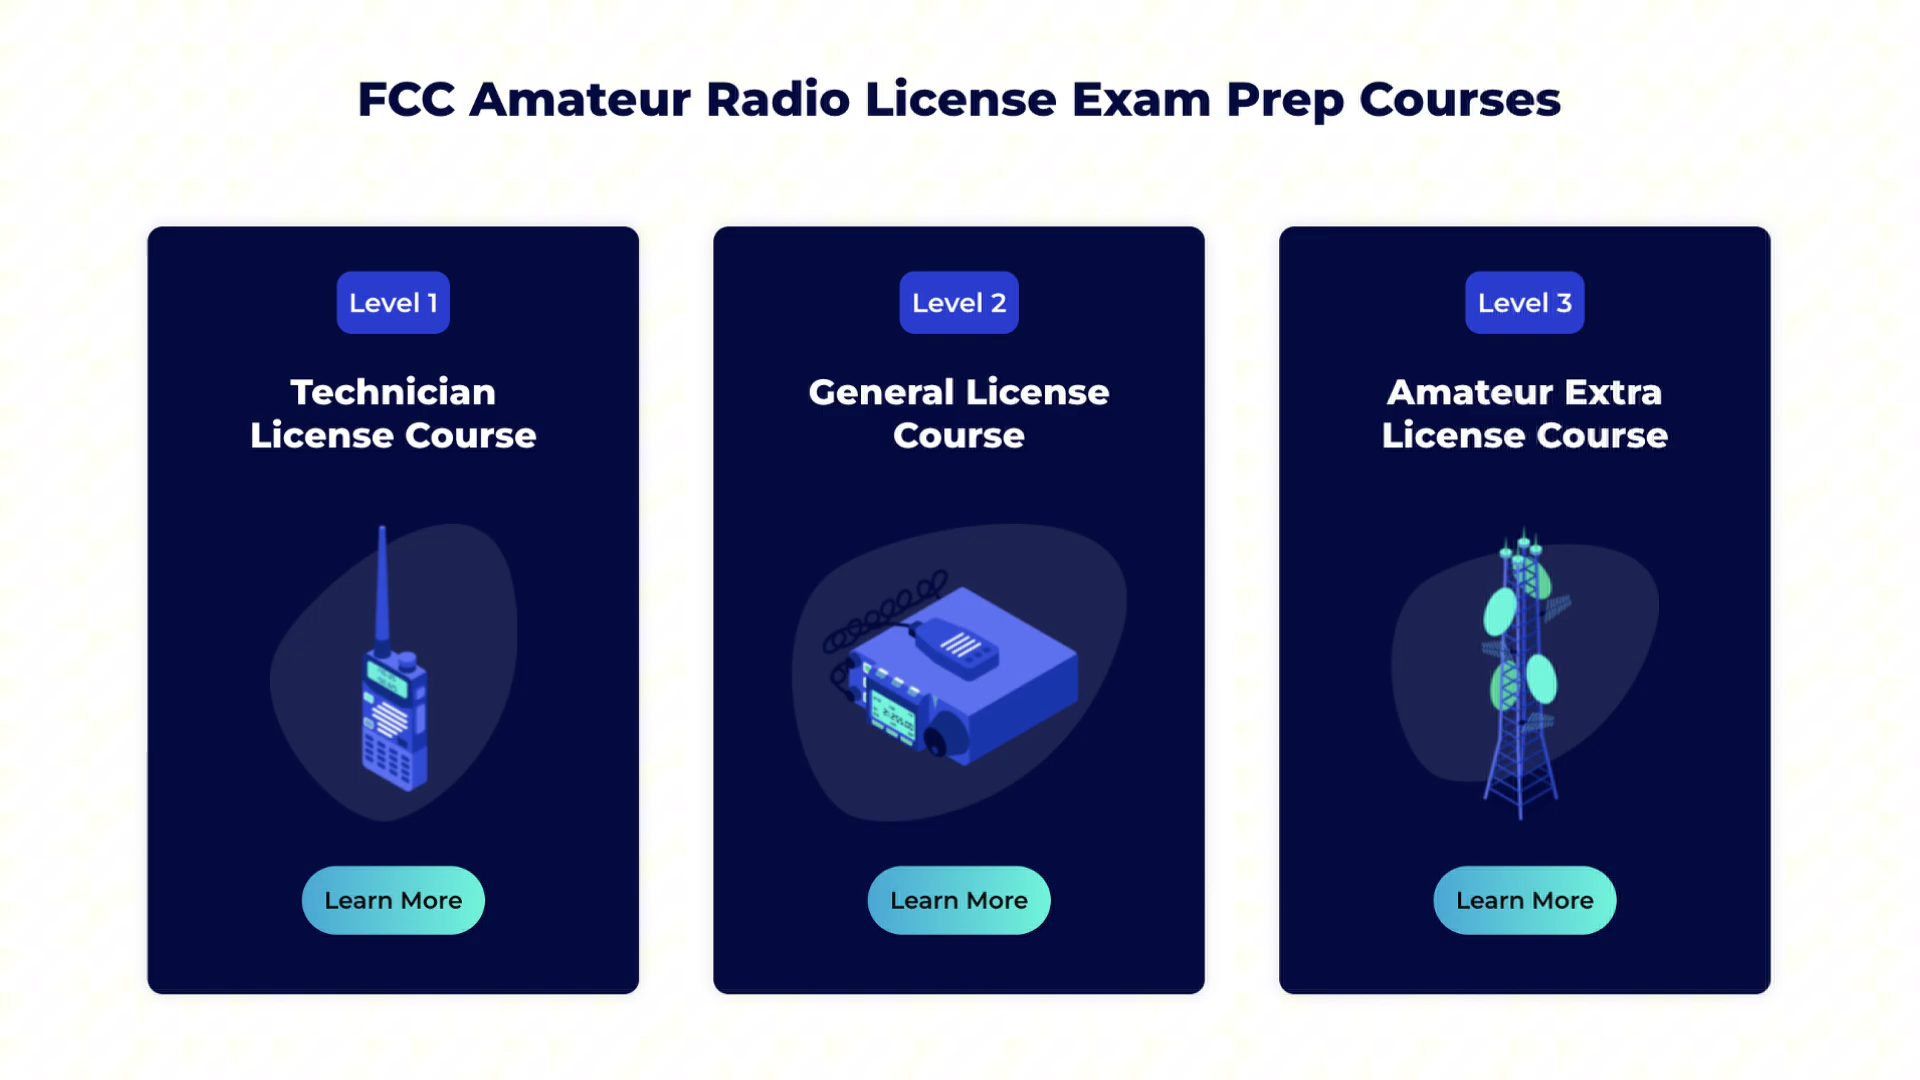 FCC Amateur Radio License Exam Prep Courses
Level 1
Technician
License Course
Learn More
Level 2
General License
Course
Learn More
Level 3
Amateur Extra
License Course
Learn More